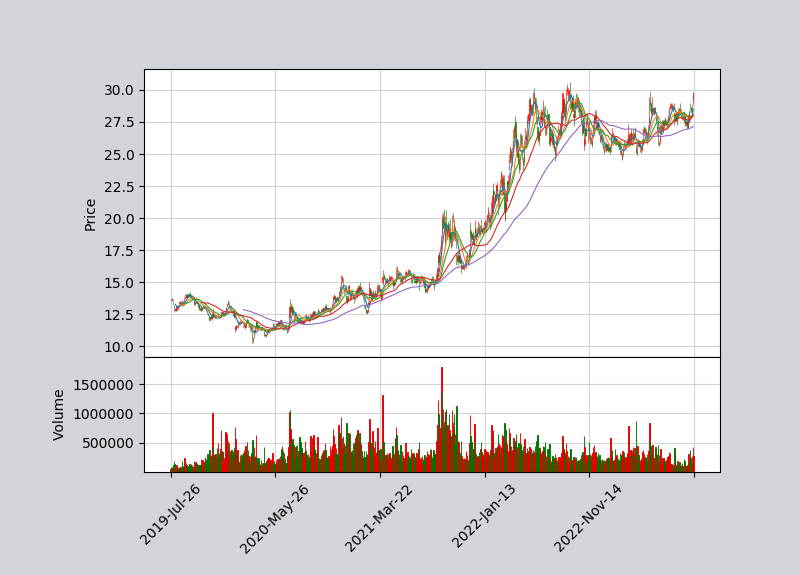 Price
30.0
27.5
25.0
22.5
20.0
17.5
15.0
12.5
10.0
Volume
1500000
1000000
500000
2019-Jul-26
2020-May-26
2021-Mar-22
2022-Jan-13
2022-Nov-14